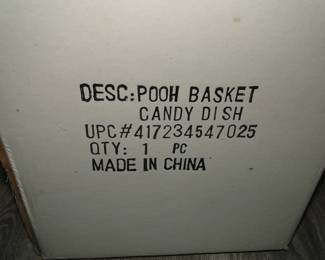 DESC:POOH BASKET
CANDY DISH
UPC#417234547025
QTY: 1 PC
MADE IN CHINA